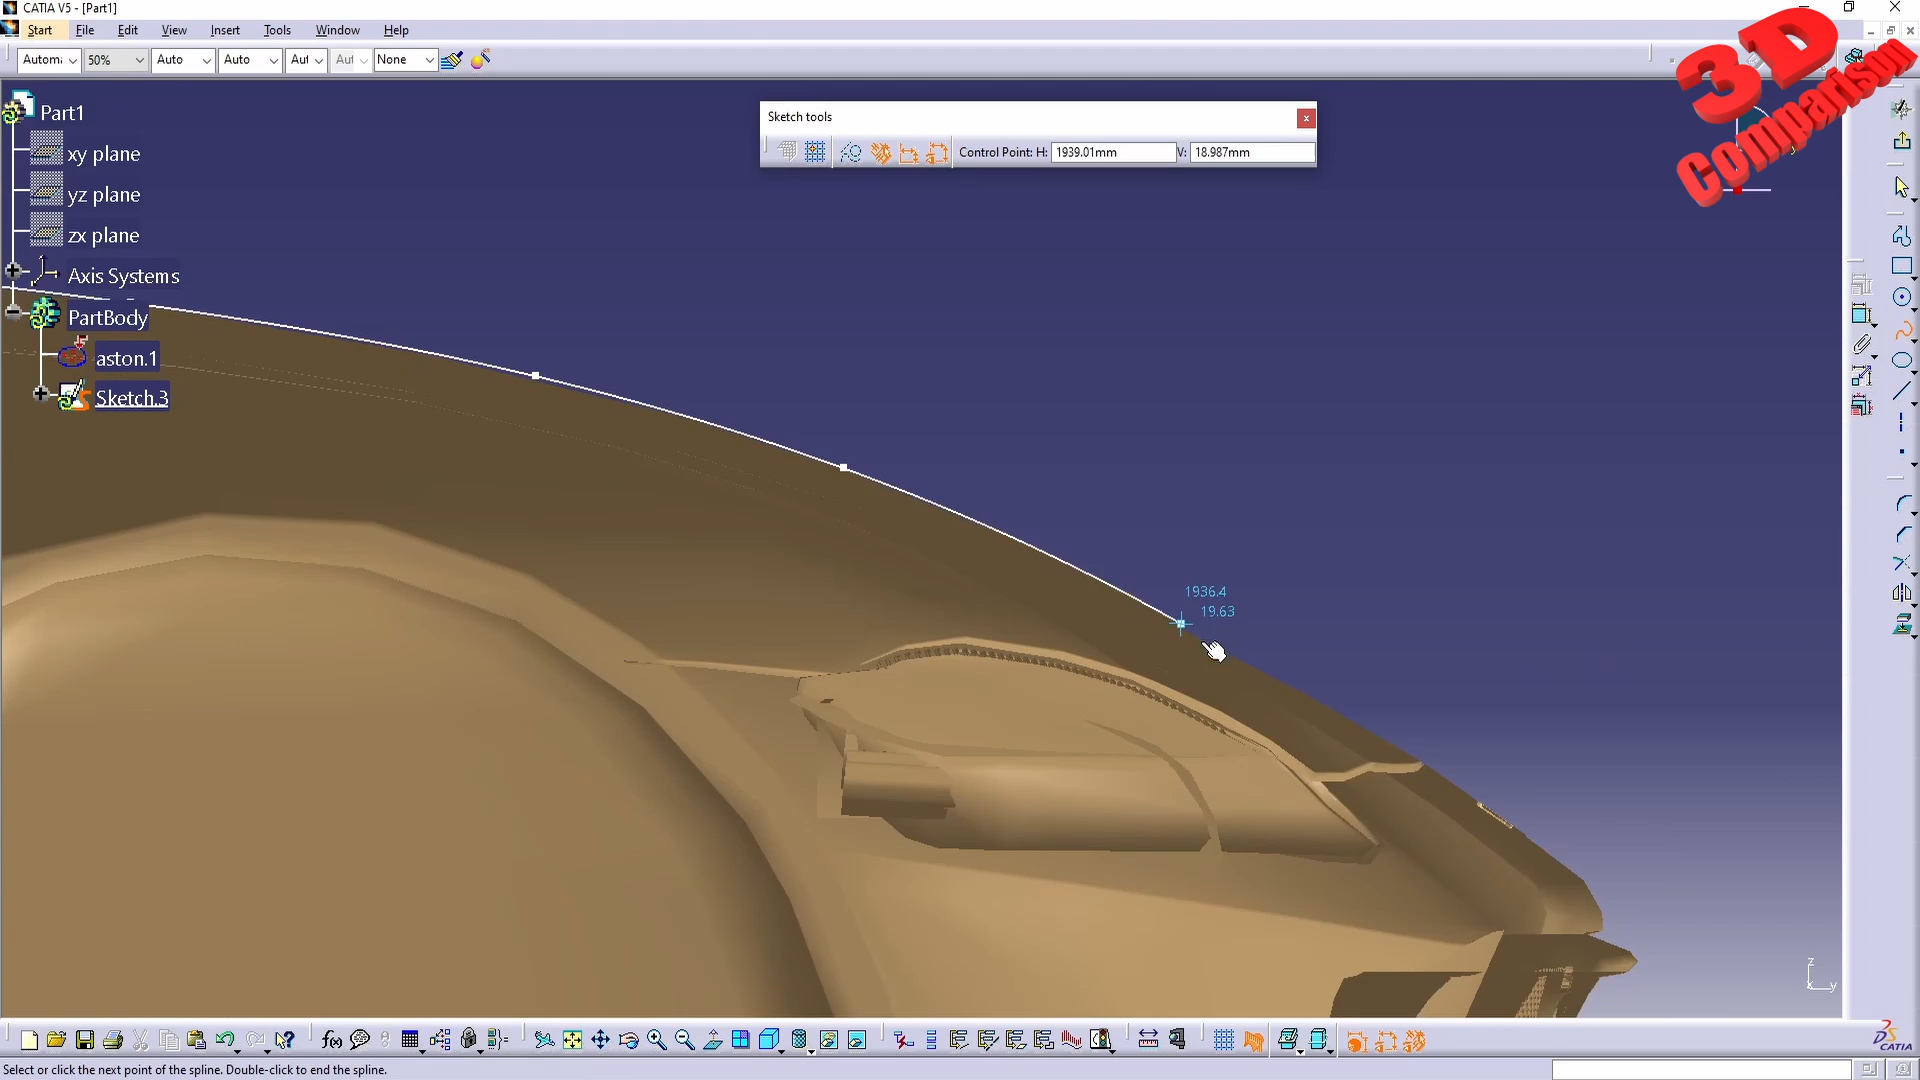 CATIA V5 - [Part1]
Start File Edit View Insert Tools Window Help
50% Auto Auto None
3D
Comparison
Part1
xy plane
yz plane
zx plane
Axis Systems
PartBody
aston.1
Sketch.3
Sketch tools
x
Control Point: H: 1939.01mm V: 18.987mm
y
1936.4
19.63
z
x y
f(x) ?
CATIA
Select or click the next point of the spline. Double-click to end the spline.